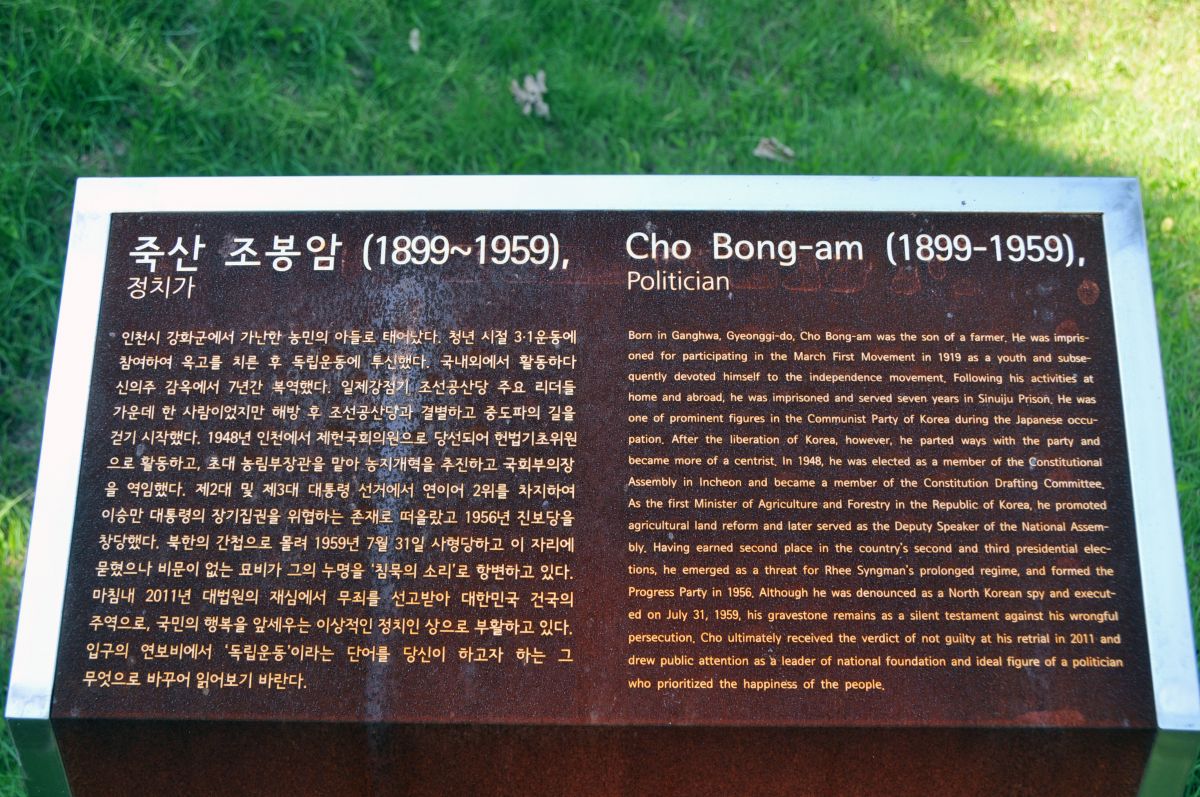 죽산 조봉암 (1899~1959),
정치가
인천시 강화군에서 가난한 농민의 아들로 태어났다. 청년 시절 3·1운동에
참여하여 옥고를 치른 후 독립운동에 투신했다. 국내외에서 활동하다
신의주 감옥에서 7년간 복역했다. 일제강점기 조선공산당 주요 리더들
가운데 한 사람이었지만 해방 후 조선공산당과 결별하고 중도파의 길을
걷기 시작했다. 1948년 인천에서 제헌국회의원으로 당선되어 헌법기초위원
으로 활동하고, 초대 농림부장관을 맡아 농지개혁을 추진하고 국회부의장
을 역임했다. 제2대 및 제3대 대통령 선거에서 연이어 2위를 차지하여
이승만 대통령의 장기집권을 위협하는 존재로 떠올랐고 1956년 진보당을
창당했다. 북한의 간첩으로 몰려 1959년 7월 31일 사형당하고 이 자리에
묻혔으나 비문이 없는 묘비가 그의 누명을 ‘침묵의 소리’로 항변하고 있다.
마침내 2011년 대법원의 재심에서 무죄를 선고받아 대한민국 건국의
주역으로, 국민의 행복을 앞세우는 이상적인 정치인 상으로 부활하고 있다.
입구의 연보비에서 ‘독립운동’이라는 단어를 당신이 하고자 하는 그
무엇으로 바꾸어 읽어보기 바란다.
Cho Bong-am (1899-1959),
Politician
Born in Ganghwa, Gyeonggi-do, Cho Bong-am was the son of a farmer. He was impris-
oned for participating in the March First Movement in 1919 as a youth and subse-
quently devoted himself to the independence movement. Following his activities at
home and abroad, he was imprisoned and served seven years in Sinuiju Prison. He was
one of prominent figures in the Communist Party of Korea during the Japanese occu-
pation. After the liberation of Korea, however, he parted ways with the party and
became more of a centrist. In 1948, he was elected as a member of the Constitutional
Assembly in Incheon and became a member of the Constitution Drafting Committee.
As the first Minister of Agriculture and Forestry in the Republic of Korea, he promoted
agricultural land reform and later served as the Deputy Speaker of the National Assem-
bly. Having earned second place in the country's second and third presidential elec-
tions, he emerged as a threat for Rhee Syngman's prolonged regime, and formed the
Progress Party in 1956. Although he was denounced as a North Korean spy and execut-
ed on July 31, 1959, his gravestone remains as a silent testament against his wrongful
persecution. Cho ultimately received the verdict of not guilty at his retrial in 2011 and
drew public attention as a leader of national foundation and ideal figure of a politician
who prioritized the happiness of the people.